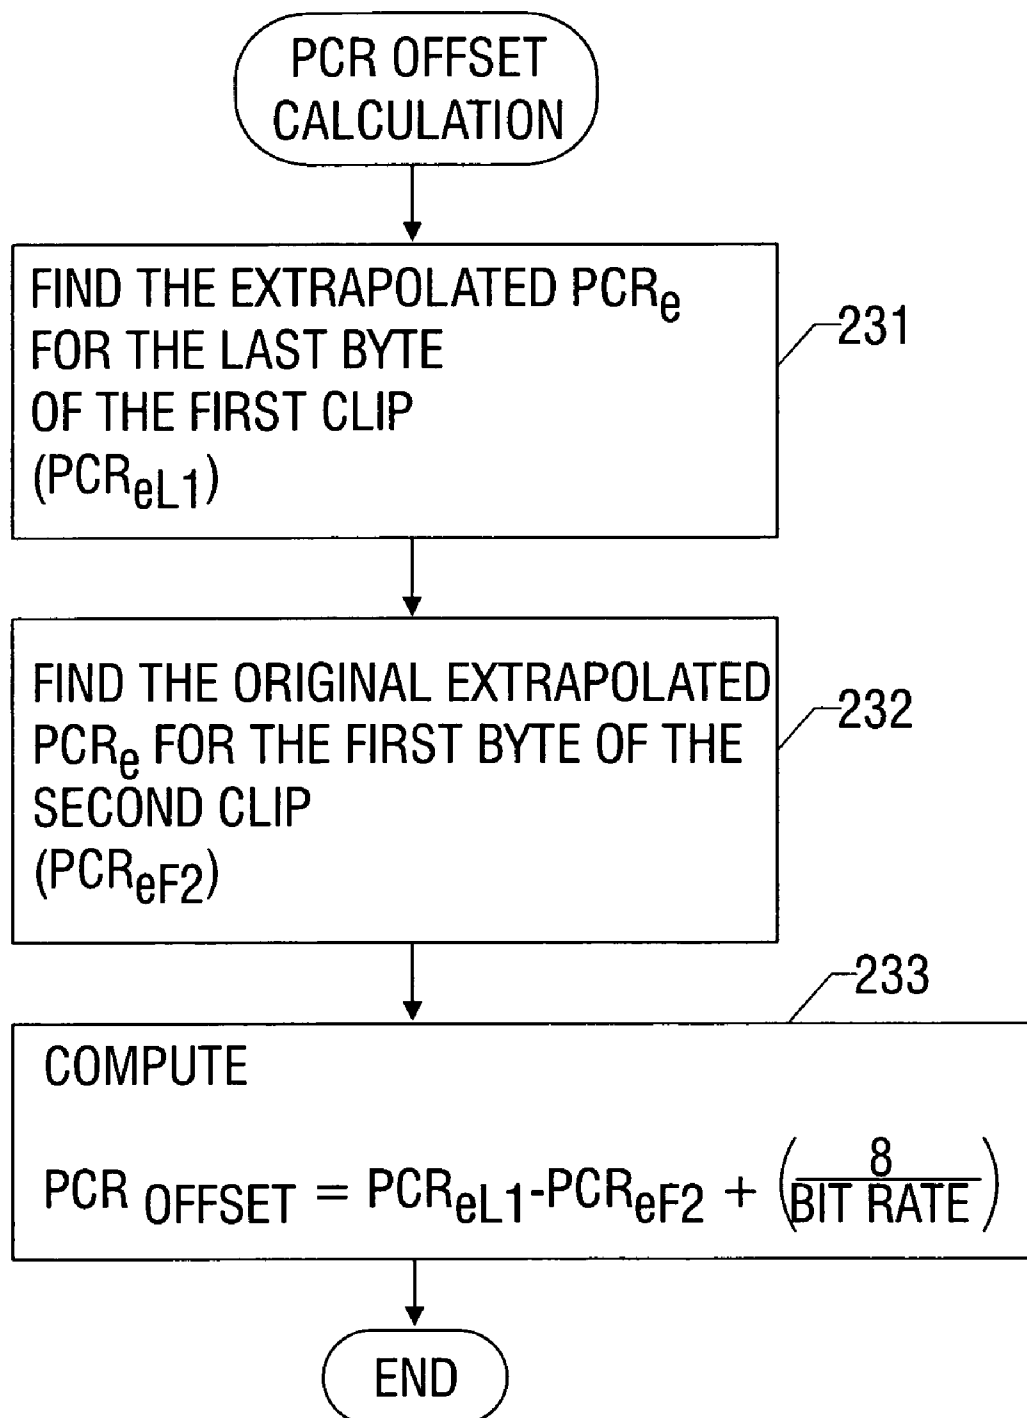 PCR OFFSET
CALCULATION
FIND THE EXTRAPOLATED PCRe
FOR THE LAST BYTE
OF THE FIRST CLIP
(PCReL1)
231
FIND THE ORIGINAL EXTRAPOLATED
PCRe FOR THE FIRST BYTE OF THE
SECOND CLIP
(PCReF2)
232
233
COMPUTE
PCR OFFSET = PCReL1-PCReF2 + (8/BIT RATE)
END